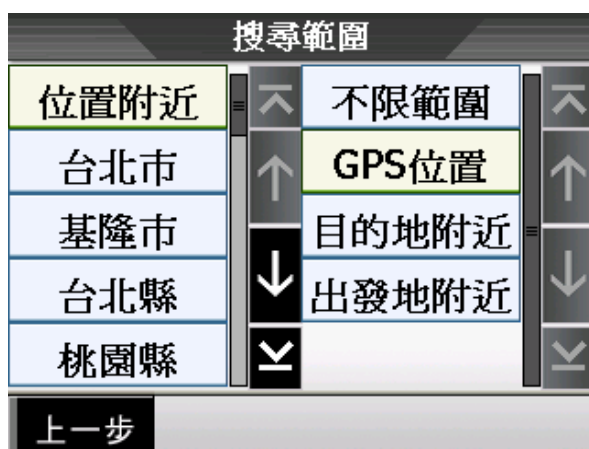 搜尋範圍
位置附近
台北市
基隆市
台北縣
桃園縣
不限範圍
GPS位置
目的地附近
出發地附近
上一步